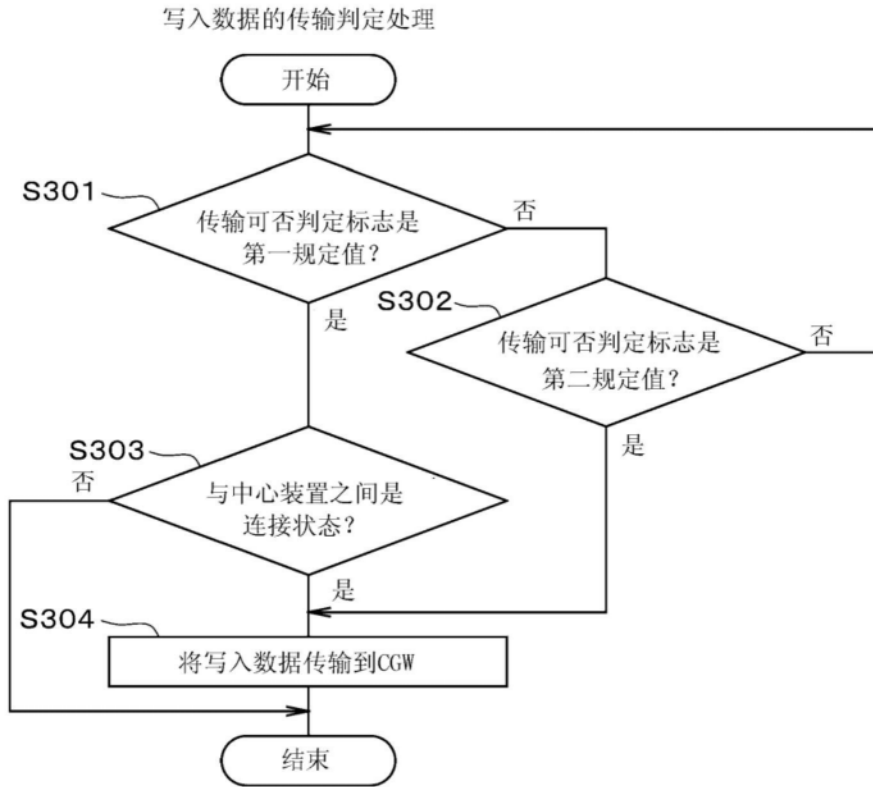 写入数据的传输判定处理
开始
S301
传输可否判定标志是
第一规定值?
否
是
S302
传输可否判定标志是
第二规定值?
否
是
S303
否
与中心装置之间是
连接状态?
是
S304
将写入数据传输到CGW
结束